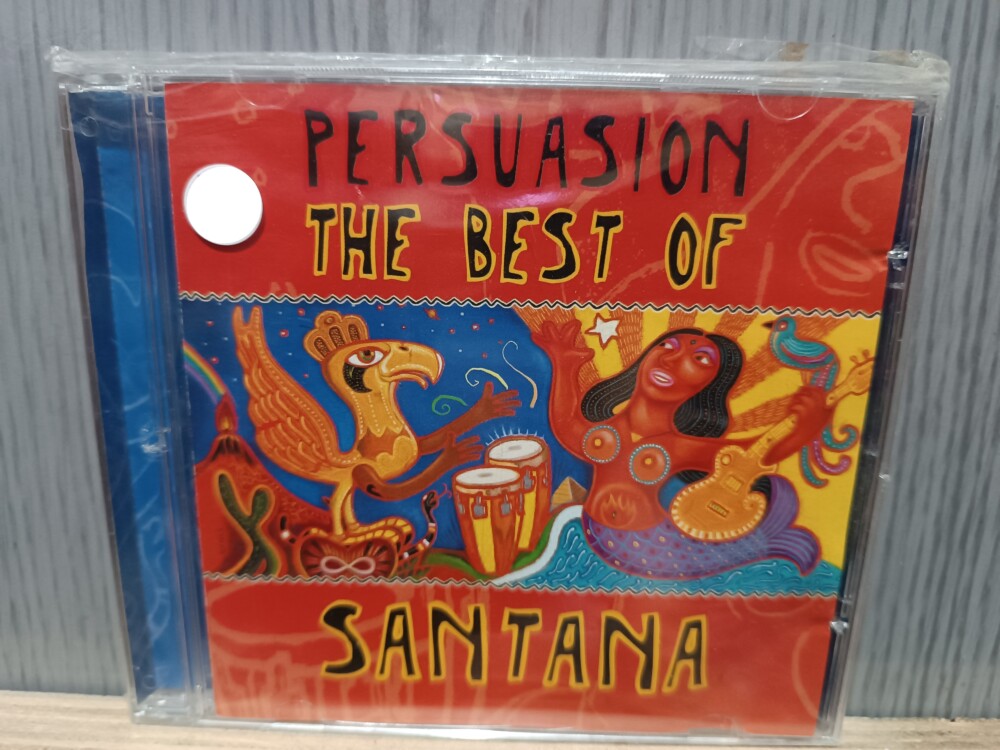 PERSUASION
THE BEST OF
SANTANA